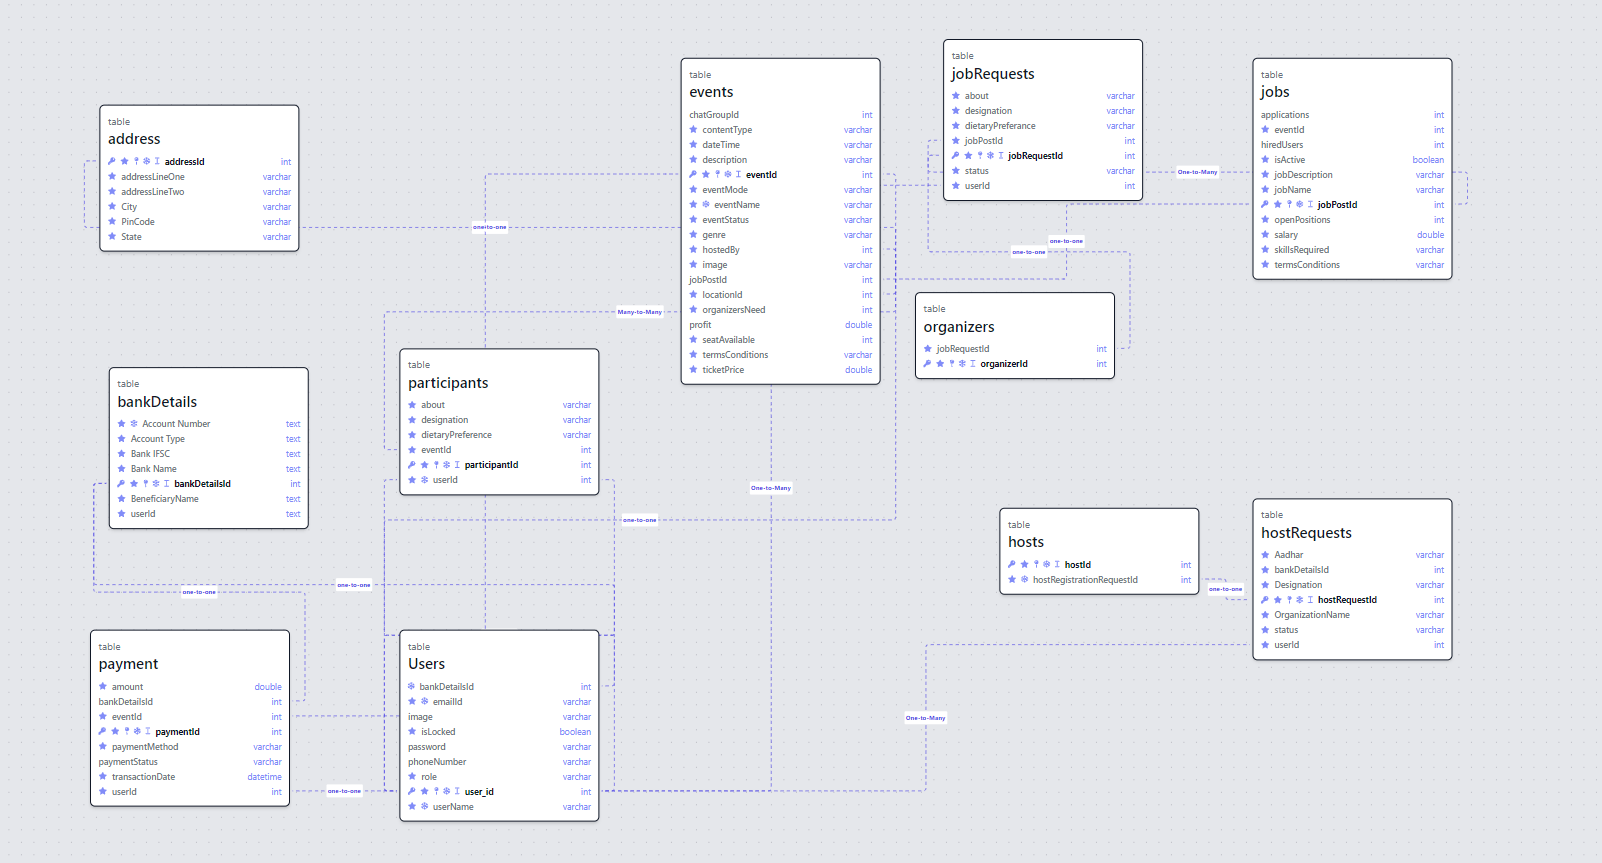 table
address
addressId int
addressLineOne varchar
addressLineTwo varchar
City varchar
PinCode varchar
State varchar
table
events
chatGroupId int
contentType varchar
dateTime varchar
description varchar
eventId int
eventMode varchar
eventName varchar
eventStatus varchar
genre varchar
hostedBy int
image varchar
jobPostId int
locationId int
organizersNeed int
profit double
seatAvailable int
termsConditions varchar
ticketPrice double
table
jobRequests
about varchar
designation varchar
dietaryPreferance varchar
jobPostId int
jobRequestId int
status varchar
userId int
One-to-Many
table
jobs
applications int
eventId int
hiredUsers int
isActive boolean
jobDescription varchar
jobName varchar
jobPostId int
openPositions int
salary double
skillsRequired varchar
termsConditions varchar
one-to-one
one-to-one
one-to-one
Many-to-Many
table
organizers
jobRequestId int
organizerId int
table
bankDetails
Account Number text
Account Type text
Bank IFSC text
Bank Name text
bankDetailsId int
BeneficiaryName text
userId text
table
participants
about varchar
designation varchar
dietaryPreference varchar
eventId int
participantId int
userId int
One-to-Many
one-to-one
table
hosts
hostId int
hostRegistrationRequestId int
one-to-one
table
hostRequests
Aadhar varchar
bankDetailsId int
Designation varchar
hostRequestId int
OrganizationName varchar
status varchar
userId int
one-to-one
one-to-one
table
payment
amount double
bankDetailsId int
eventId int
paymentId int
paymentMethod varchar
paymentStatus varchar
transactionDate datetime
userId int
one-to-one
table
Users
bankDetailsId int
emailId varchar
image varchar
isLocked boolean
password varchar
phoneNumber varchar
role varchar
user_id int
userName varchar
One-to-Many